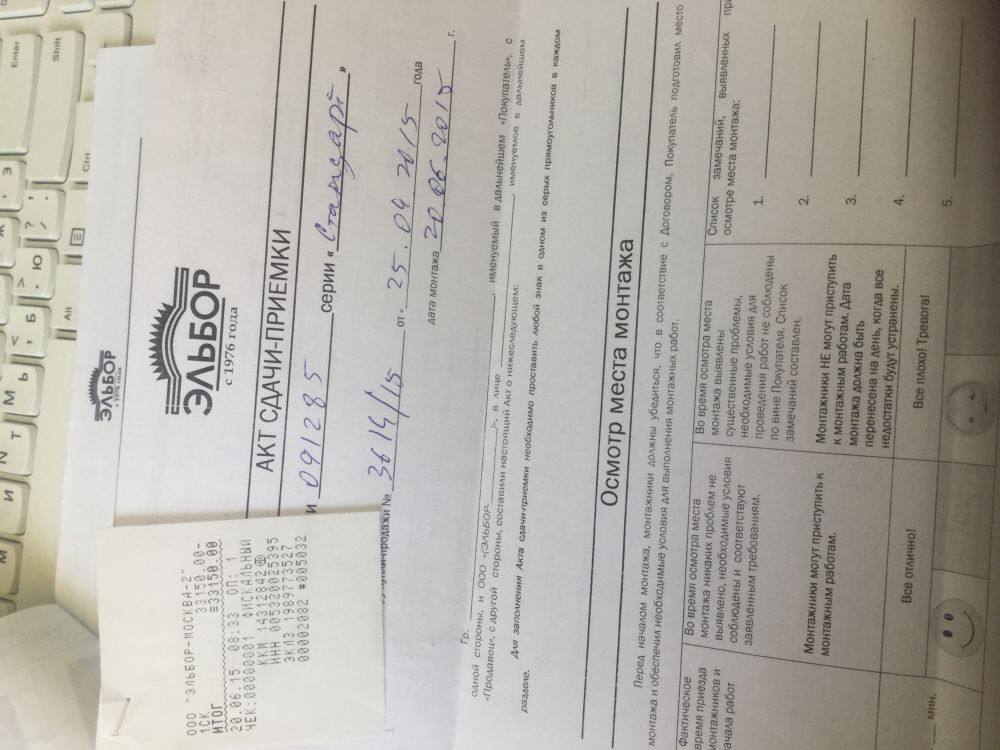 ЭЛЬБОР
с 1976 года
ЭЛЬБОР
с 1976 года
АКТ СДАЧИ-ПРИЕМКИ
и 091285 серии « Стандарт »
купли-продажи № 3614/15 от « 25 . 04 2015 года
дата монтажа 20 06.2015 г.
ООО "ЭЛЬБОР-МОСКВА-2"
1СК 33150.00-
ИТОГ ≡33150.00
20.06.15 08:33 ОП: 1
ЧЕК:00000001 ФИСКАЛЬНЫЙ
ККМ 14312842
ИНН 005320025395
ЭКЛЗ 1989773527
00002082 #005032
Гр. , именуемый в дальнейшем «Покупатель», с
одной стороны, и ООО «(ЭЛЬБОР- )», в лице , именуемое в дальнейшем
«Продавец», с другой стороны, составили настоящий Акт о нижеследующем:
Для заполнения Акта сдачи-приемки необходимо проставить любой знак в одном из серых прямоугольников в каждом
разделе.
Осмотр места монтажа
Перед началом монтажа, монтажники должны убедиться, что в соответствие с Договором, Покупатель подготовил место
монтажа и обеспечил необходимые условия для выполнения монтажных работ.
Фактическое
время приезда
монтажников и
начала работ
мин.
Во время осмотра места
монтажа никаких проблем не
выявлено, необходимые условия
соблюдены и соответствуют
заявленным требованиям.
Монтажники могут приступить к
монтажным работам.
Все отлично!
Во время осмотра места
монтажа выявлены
существенные проблемы,
необходимые условия для
проведения работ не соблюдены
по вине Покупателя. Список
замечаний составлен.
Монтажники НЕ могут приступить
к монтажным работам. Дата
монтажа должна быть
перенесена на день, когда все
недостатки будут устранены.
Все плохо! Тревога!
Список замечаний, выявленных при
осмотре места монтажа:
1.
2.
3.
4.
5.
Enter
Shift
Ctrl
Alt
Э
Ж
Ю
Б
Ь
Т
И
М